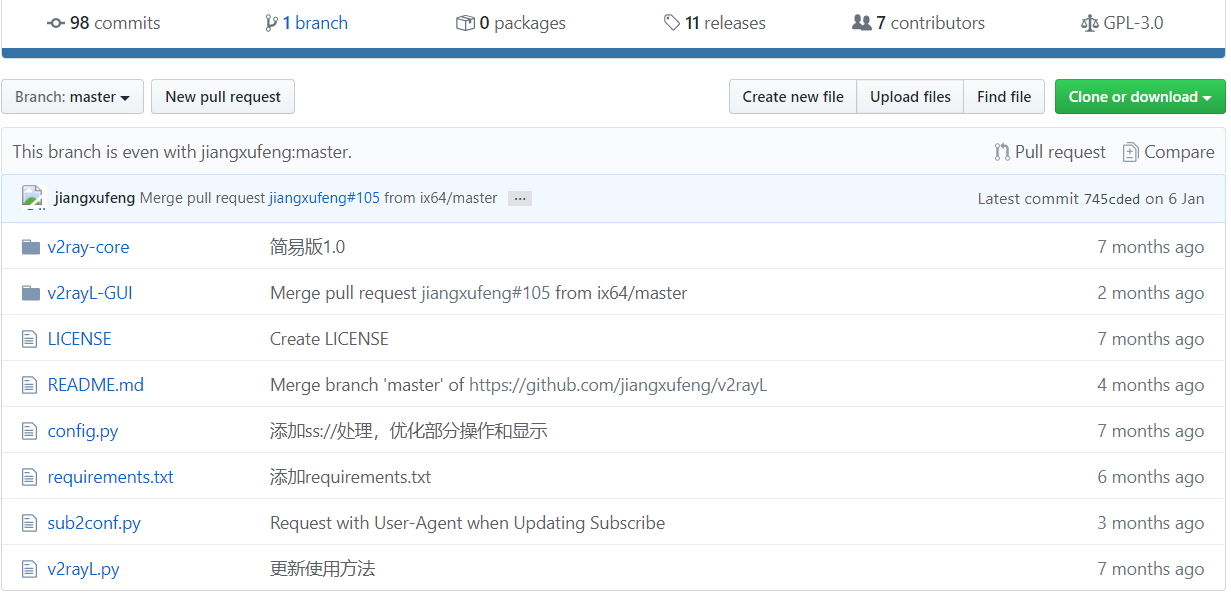 98 commits 1 branch 0 packages 11 releases 7 contributors GPL-3.0
Branch: master New pull request Create new file Upload files Find file Clone or download
This branch is even with jiangxufeng:master. Pull request Compare
jiangxufeng Merge pull request jiangxufeng#105 from ix64/master ... Latest commit 745cded on 6 Jan
v2ray-core 简易版1.0 7 months ago
v2rayL-GUI Merge pull request jiangxufeng#105 from ix64/master 2 months ago
LICENSE Create LICENSE 7 months ago
README.md Merge branch 'master' of https://github.com/jiangxufeng/v2rayL 4 months ago
config.py 添加ss://处理，优化部分操作和显示 7 months ago
requirements.txt 添加requirements.txt 6 months ago
sub2conf.py Request with User-Agent when Updating Subscribe 3 months ago
v2rayL.py 更新使用方法 7 months ago